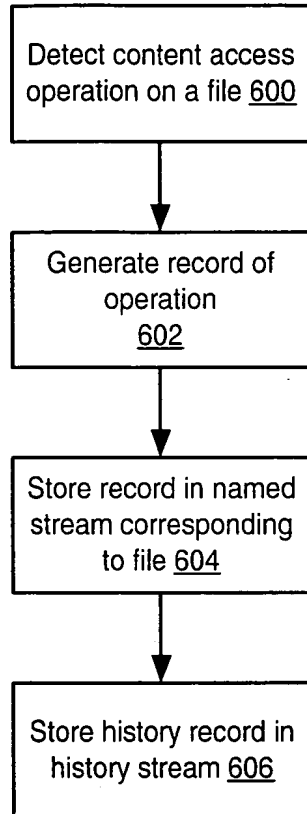 Detect content access
operation on a file 600
Generate record of
operation
602
Store record in named
stream corresponding
to file 604
Store history record in
history stream 606